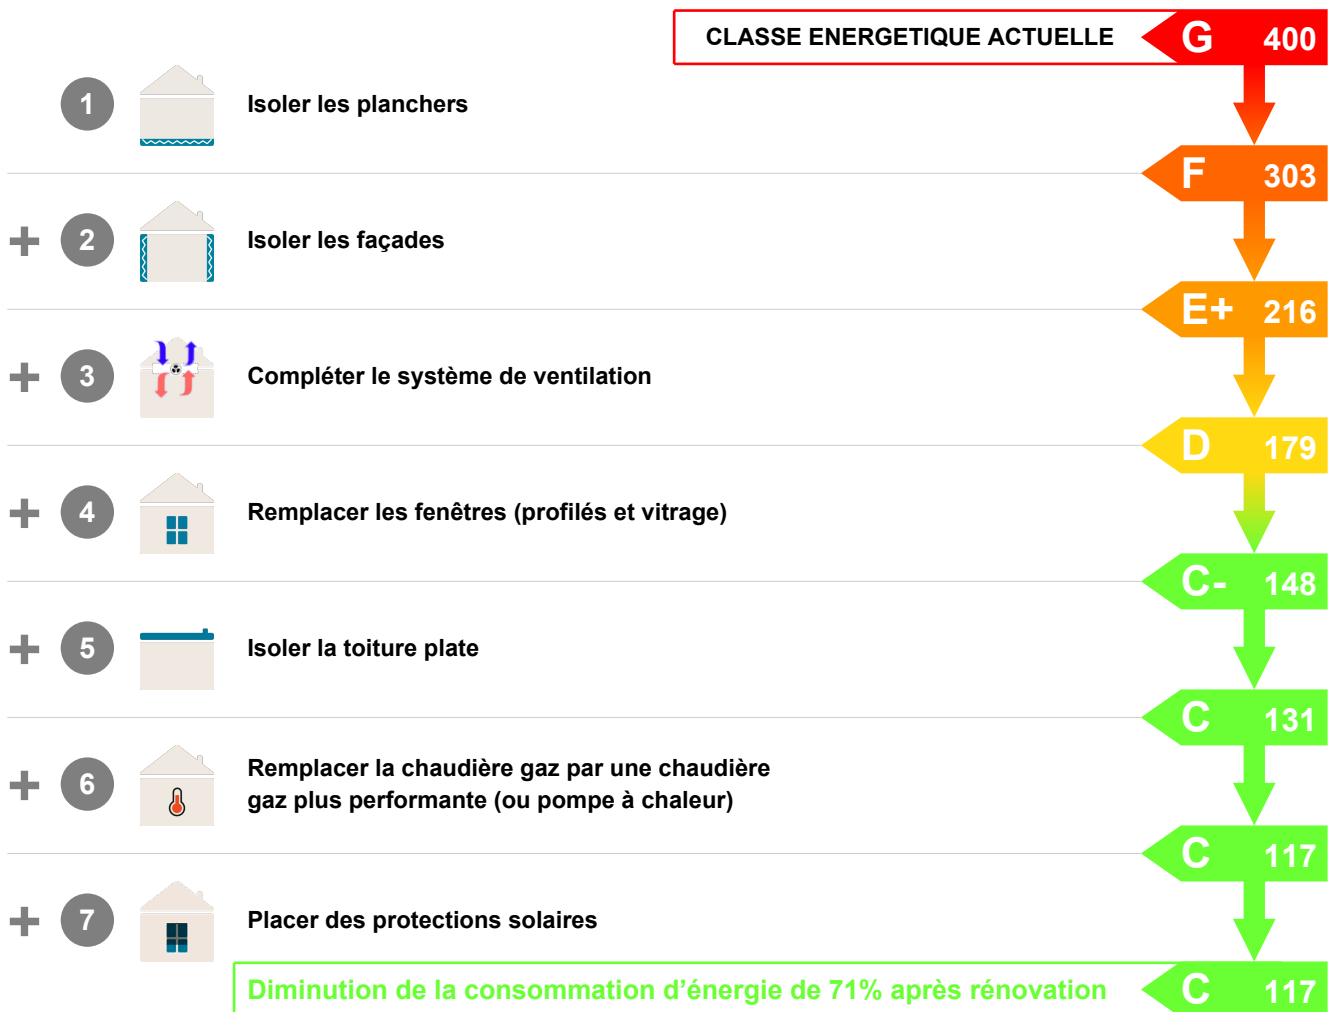 CLASSE ENERGETIQUE ACTUELLE G 400
1 Isoler les planchers
F 303
+ 2 Isoler les façades
E+ 216
+ 3 Compléter le système de ventilation
D 179
+ 4 Remplacer les fenêtres (profilés et vitrage)
C- 148
+ 5 Isoler la toiture plate
C 131
+ 6 Remplacer la chaudière gaz par une chaudière
gaz plus performante (ou pompe à chaleur)
C 117
+ 7 Placer des protections solaires
Diminution de la consommation d'énergie de 71% après rénovation C 117